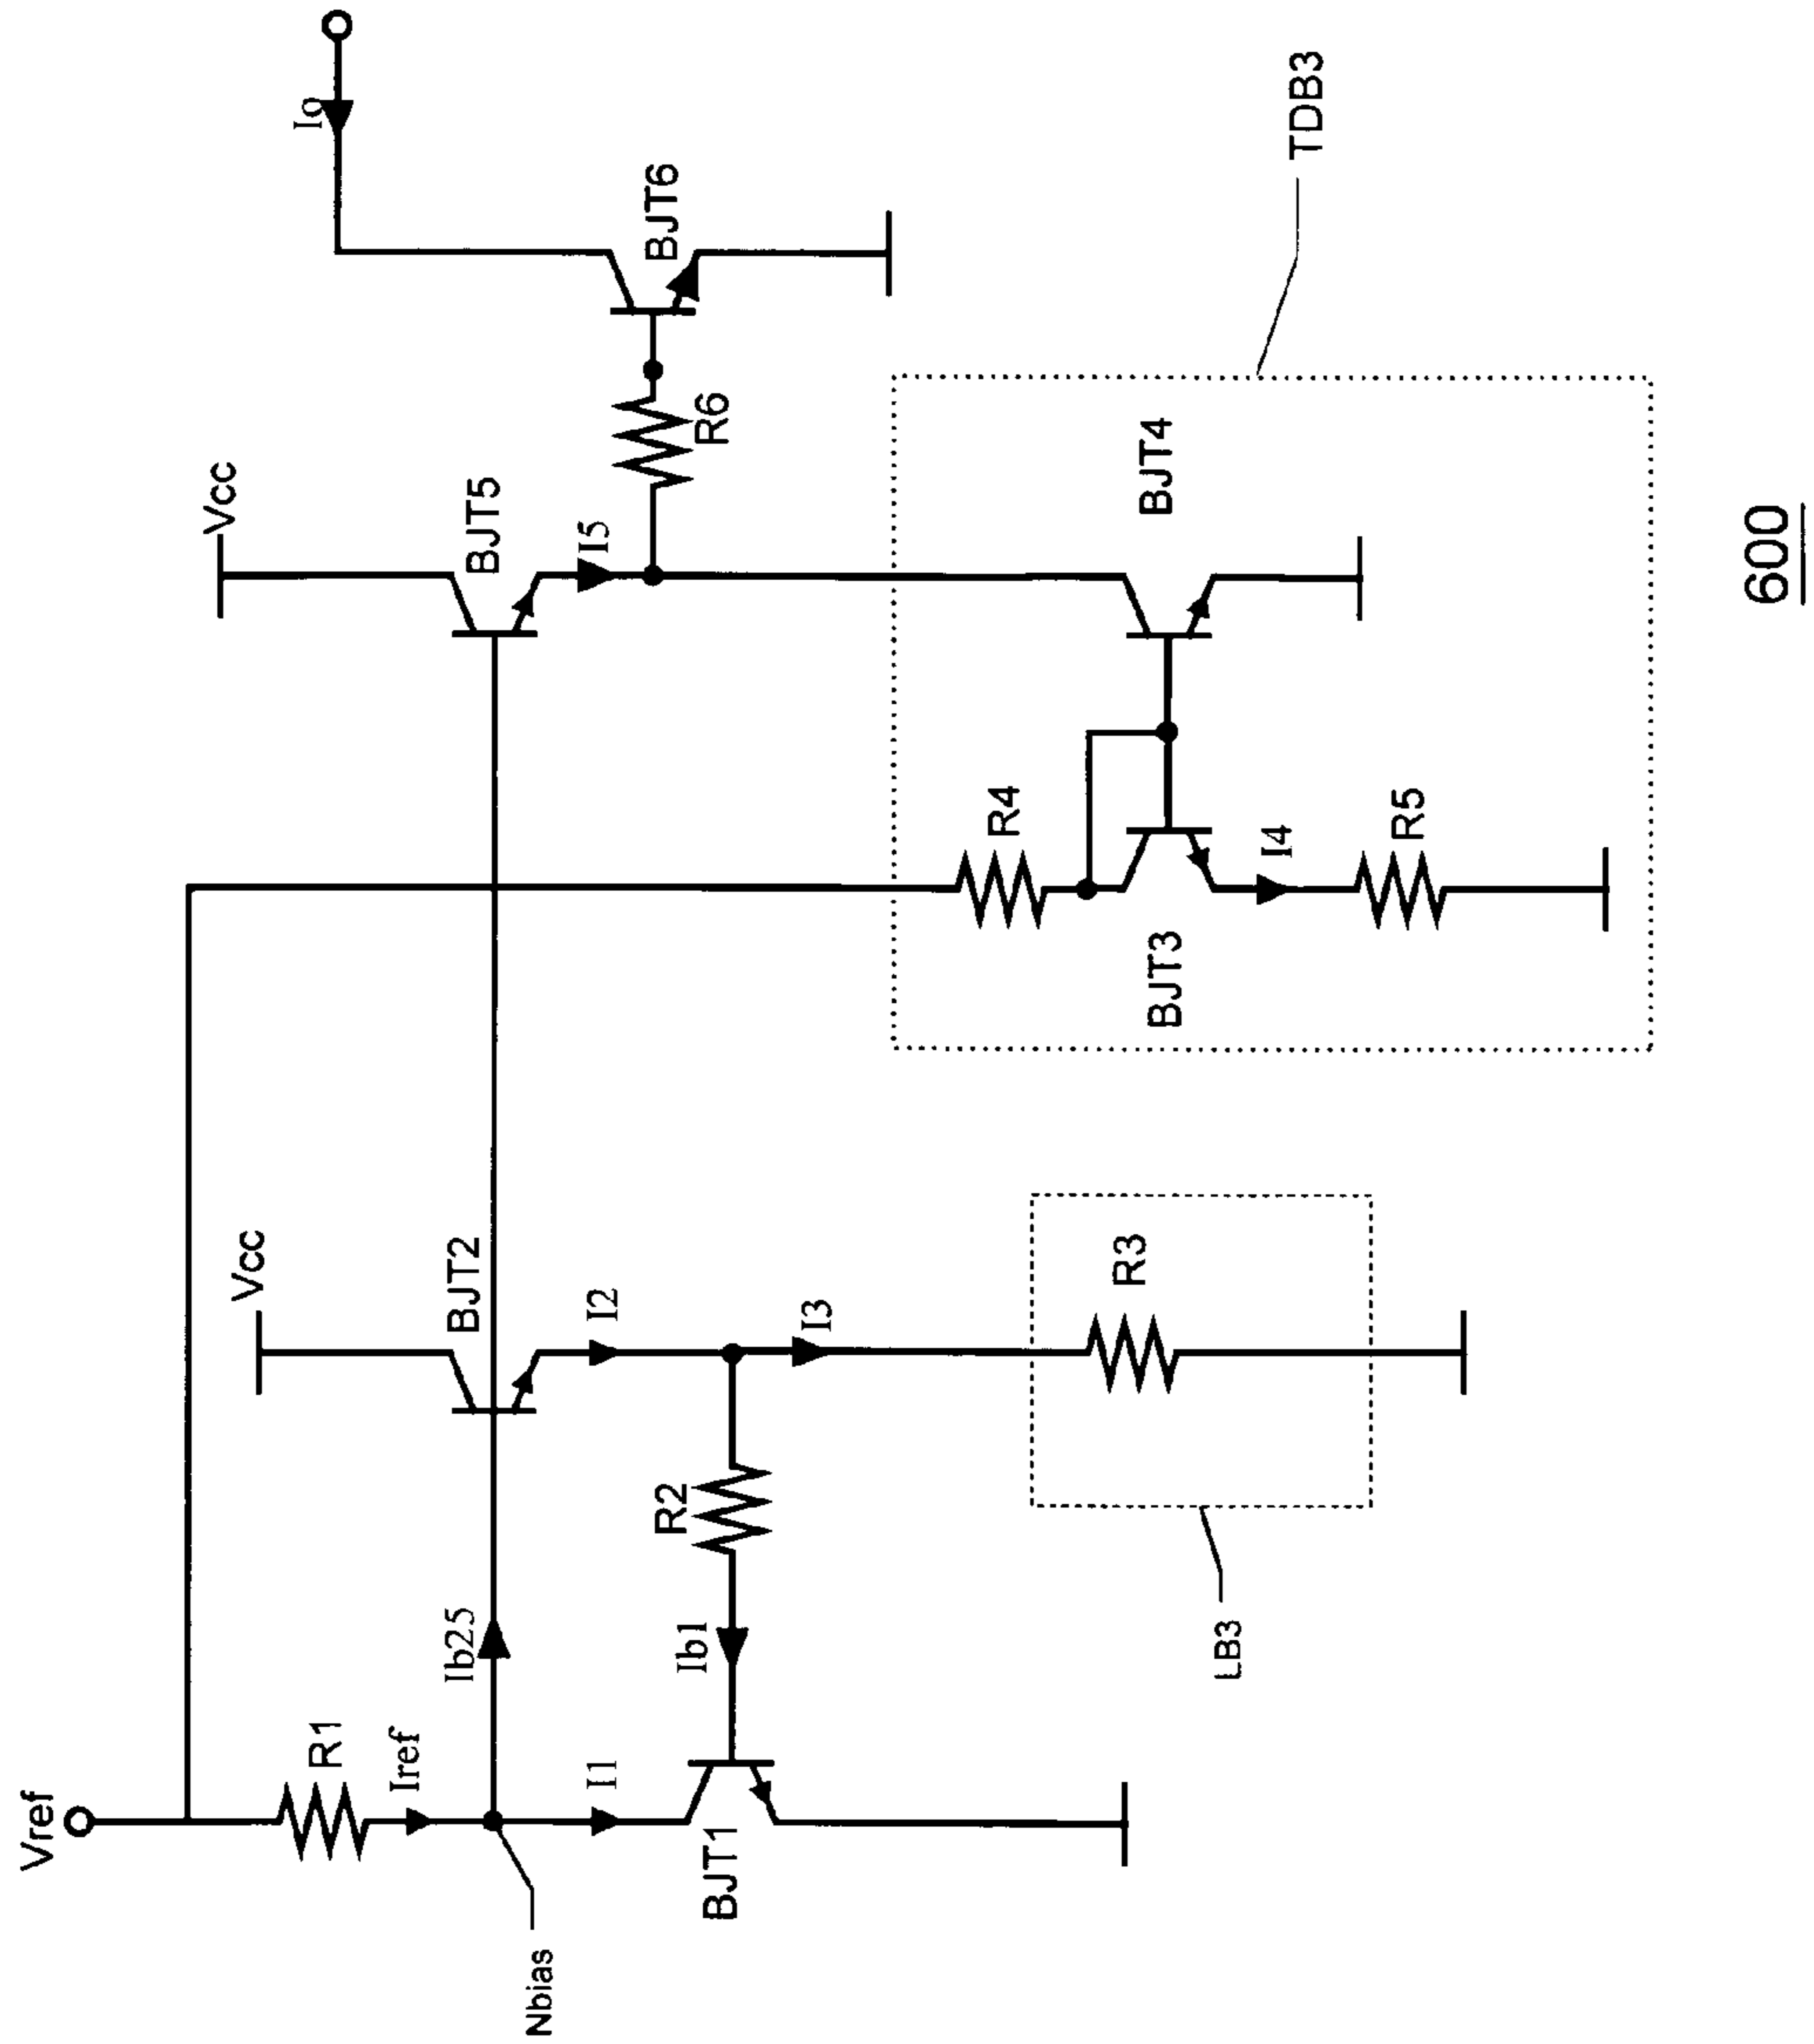 Vref
R1
Iref
Nbias
I1
BJT1
Ib25
Ib1
R2
Vcc
BJT2
I2
I3
R3
LB3
Vcc
BJT5
I5
R6
BJT6
Io
R4
BJT3
I4
R5
BJT4
TDB3
600